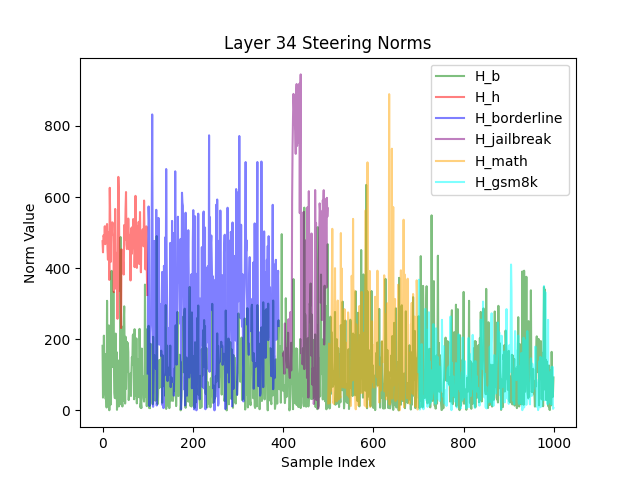 Layer 34 Steering Norms
Norm Value
800
600
400
200
0
0 200 400 600 800 1000
Sample Index
H_b
H_h
H_borderline
H_jailbreak
H_math
H_gsm8k